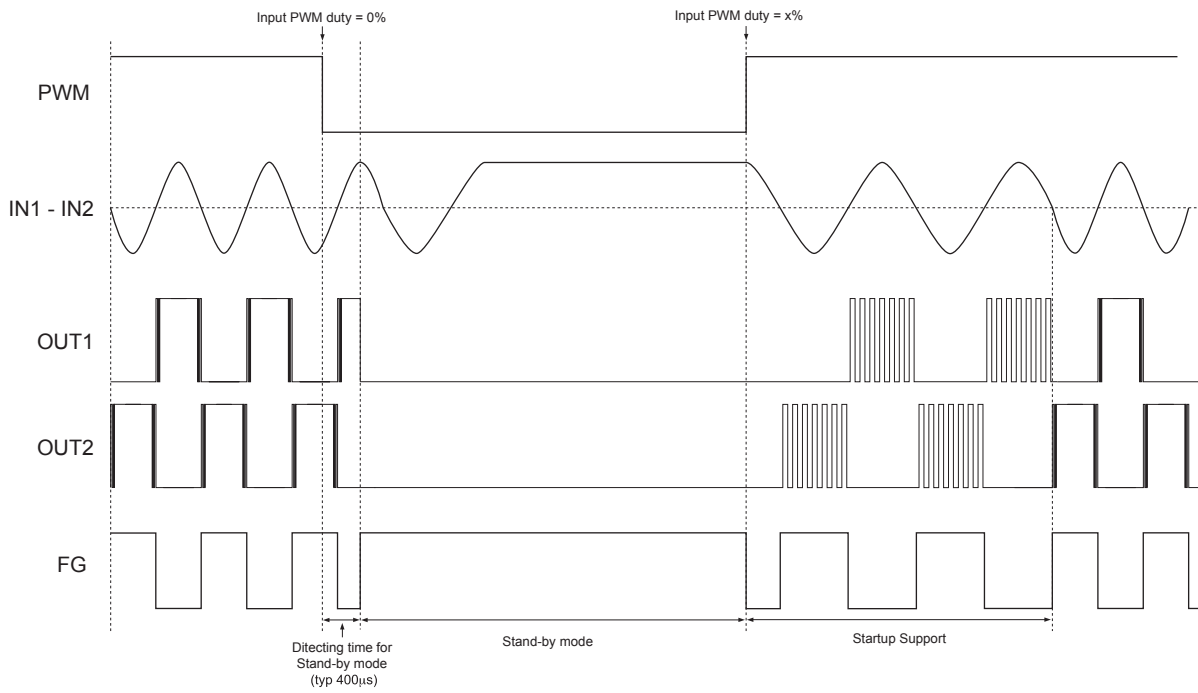 Input PWM duty = 0%
Input PWM duty = x%
PWM
IN1 - IN2
OUT1
OUT2
FG
Ditecting time for
Stand-by mode
(typ 400μs)
Stand-by mode
Startup Support